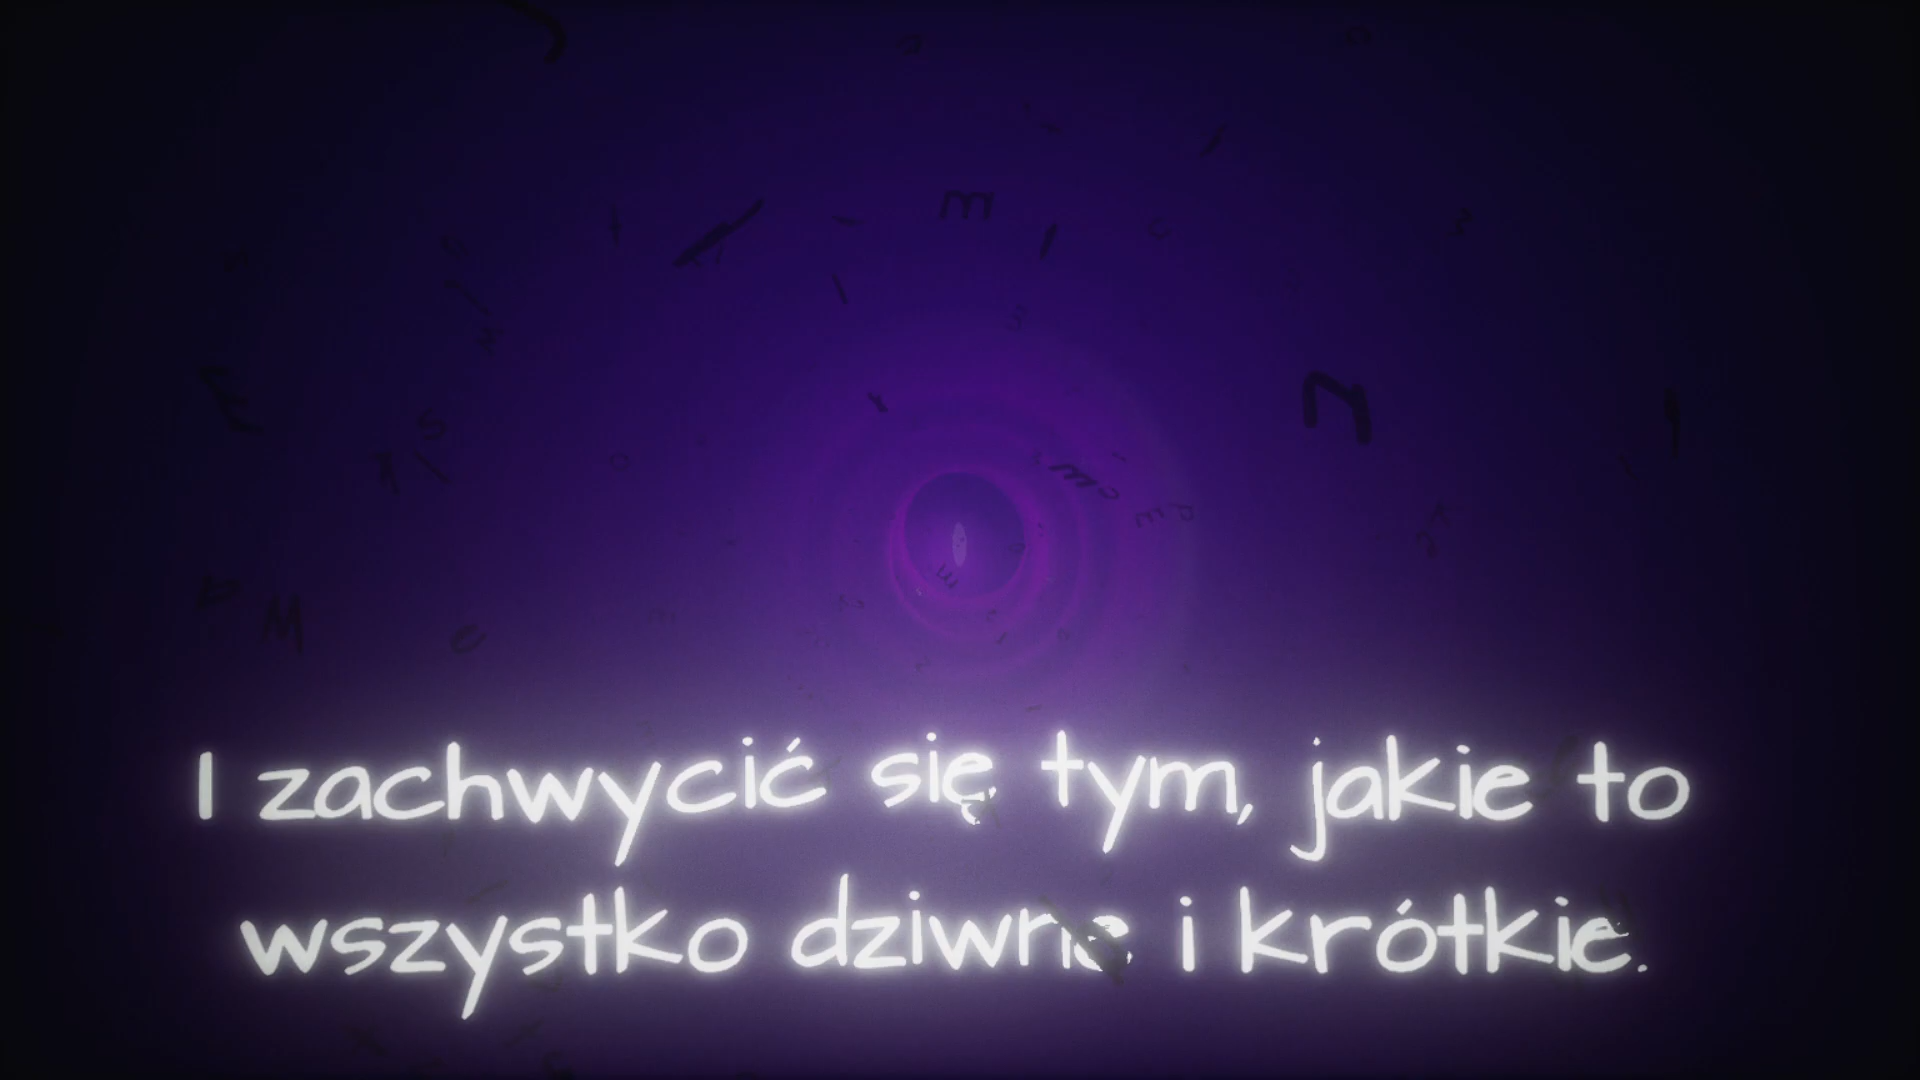 I zachwycić się tym, jakie to
wszystko dziwne i krótkie.